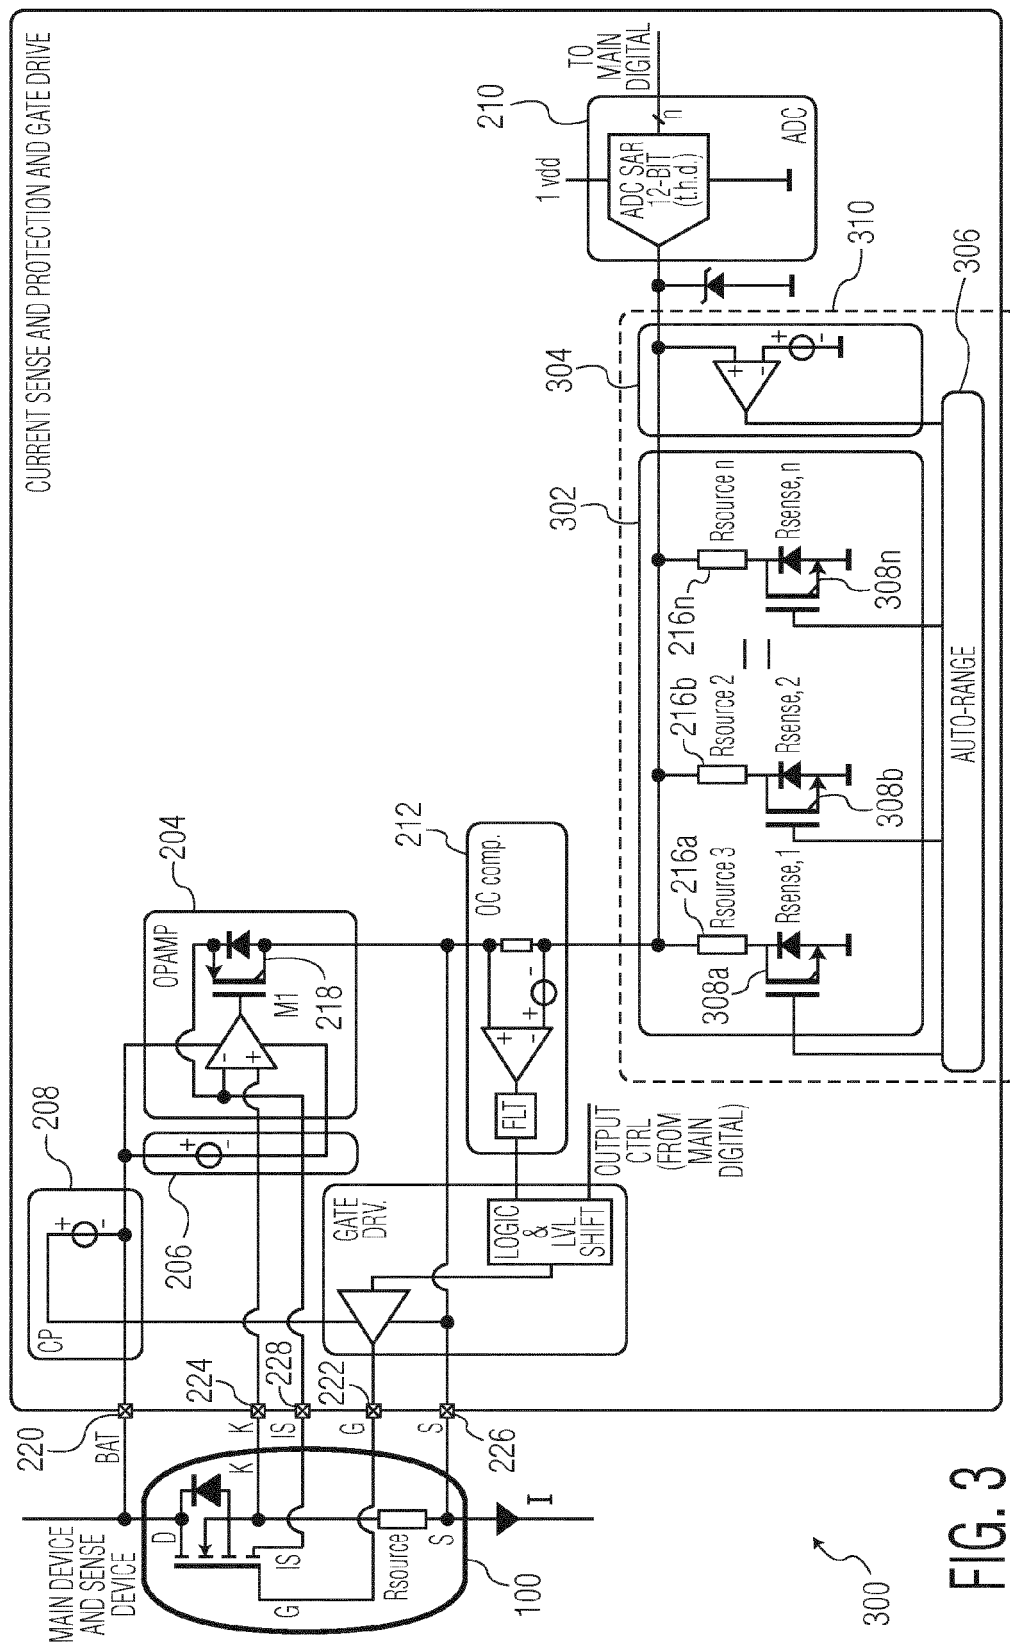 CURRENT SENSE AND PROTECTION AND GATE DRIVE
MAIN DEVICE
AND SENSE
DEVICE
220
BAT
D
K
K
224
IS
IS
228
G
G
222
S
S
226
Rsource
100
I
CP
208
206
+
-
+
-
OPAMP
204
-
+
M1
218
GATE
DRV.
LOGIC
&
LVL
SHIFT
OUTPUT
CTRL
(FROM
MAIN
DIGITAL)
FLT
OC comp.
212
+
-
+
-
302
216a
Rsource 3
Rsense, 1
308a
216b
Rsource 2
Rsense, 2
308b
216n
Rsource n
Rsense, n
308n
304
+
-
+
-
AUTO-RANGE
306
310
210
1 vdd
ADC SAR
12-BIT
(t.h.d.)
n
ADC
TO
MAIN
DIGITAL
300
FIG. 3